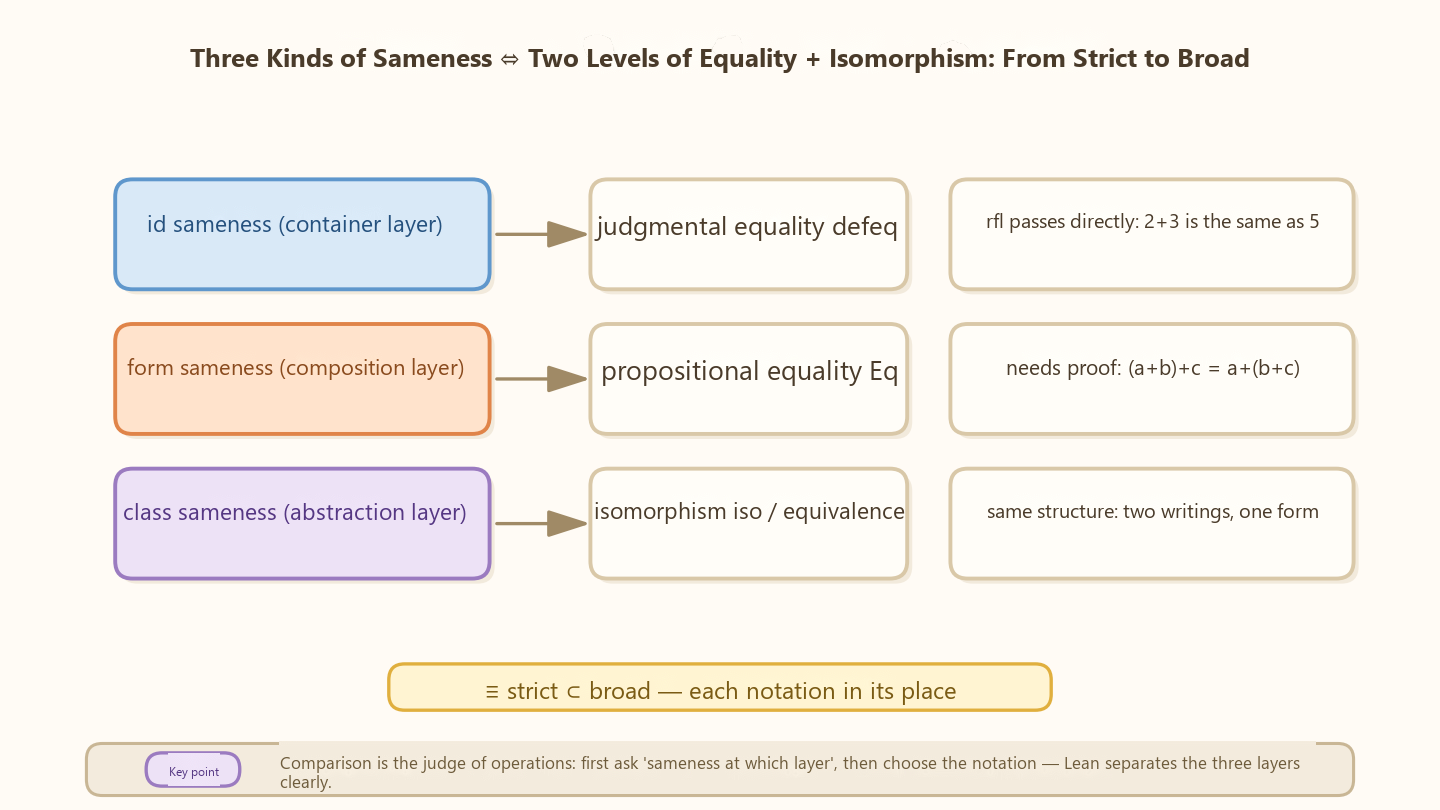 Three Kinds of Sameness ⇔ Two Levels of Equality + Isomorphism: From Strict to Broad
id sameness (container layer)
judgmental equality defeq
rfl passes directly: 2+3 is the same as 5
form sameness (composition layer)
propositional equality Eq
needs proof: (a+b)+c = a+(b+c)
class sameness (abstraction layer)
isomorphism iso / equivalence
same structure: two writings, one form
≡ strict ⊂ broad — each notation in its place
Key point
Comparison is the judge of operations: first ask 'sameness at which layer', then choose the notation — Lean separates the three layers
clearly.